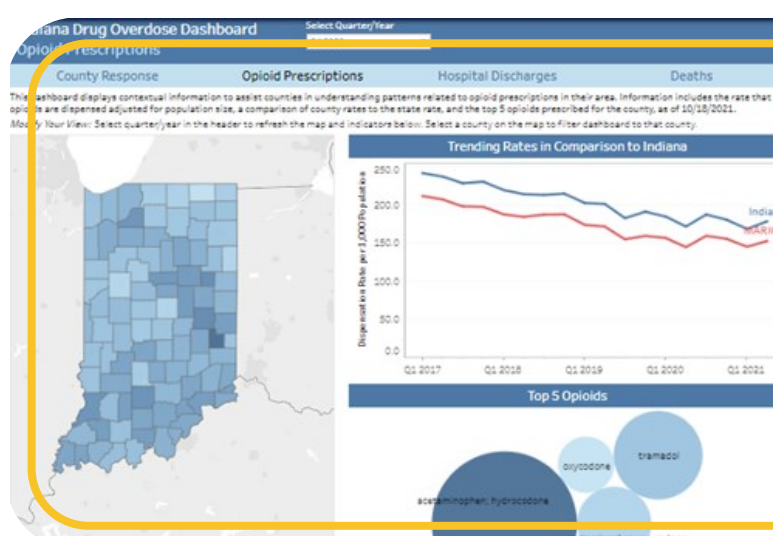 Indiana Drug Overdose Dashboard
Opioid Prescriptions
Select Quarter/Year
County Response
Opioid Prescriptions
Hospital Discharges
Deaths
This dashboard displays contextual information to assist counties in understanding patterns related to opioid prescriptions in their area. Information includes the rate that
opioids are dispensed adjusted for population size, a comparison of county rates to the state rate, and the top 5 opioids prescribed for the county, as of 10/18/2021.
Modify Your View: Select quarter/year in the header to refresh the map and indicators below. Select a county on the map to filter dashboard to that county.
Trending Rates in Comparison to Indiana
Dispensation Rate per 1,000 Population
250.0
200.0
150.0
100.0
50.0
0.0
India
MARI
Q1 2017
Q1 2018
Q1 2019
Q1 2020
Q1 2021
Top 5 Opioids
oxycodone
tramadol
acetaminophen; hydrocodone